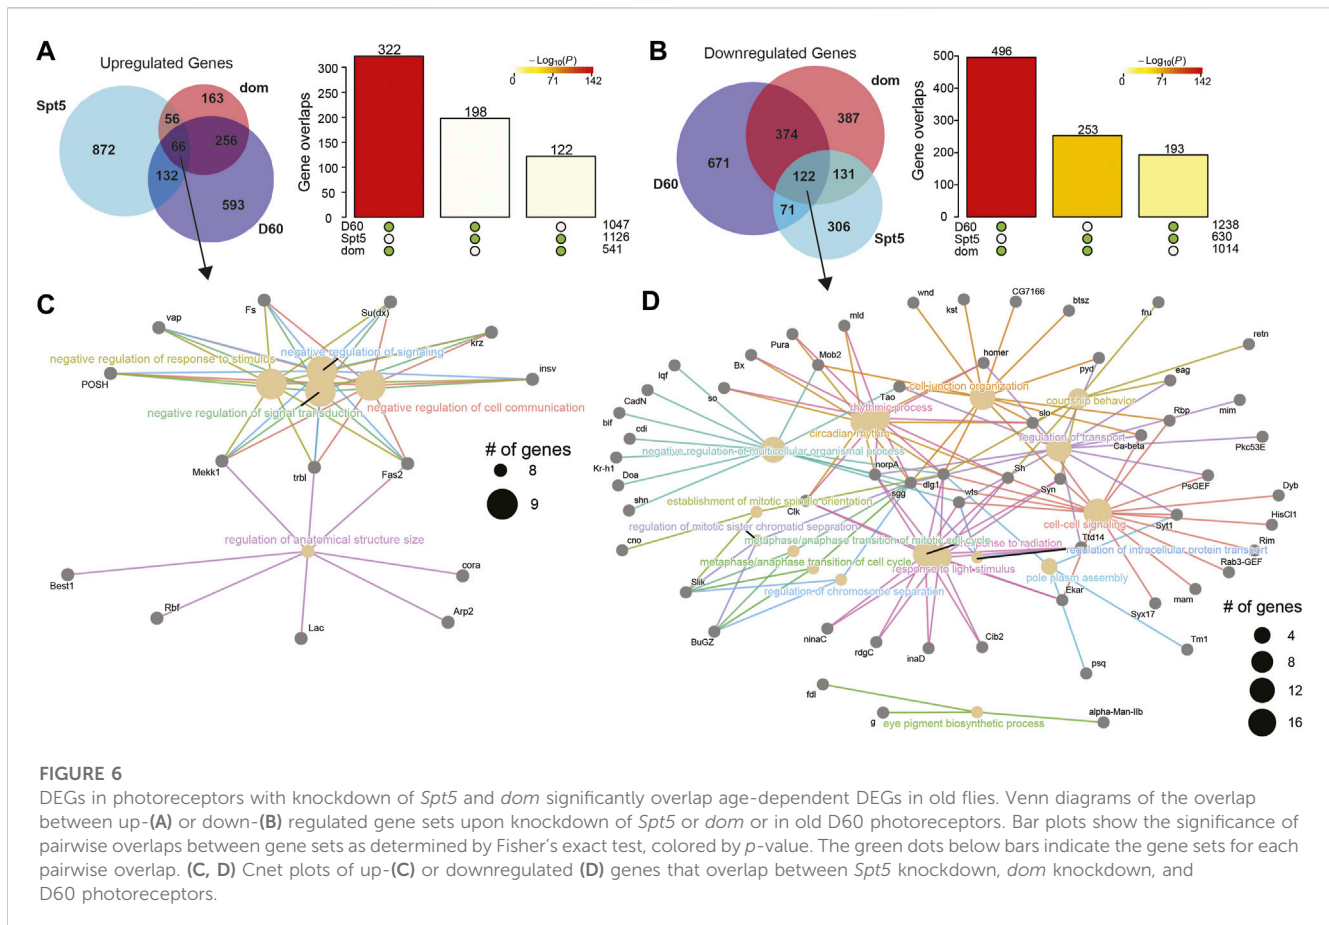 A
Upregulated Genes
Spt5
dom
163
56
872
66
256
132
593
D60
322
198
122
Gene overlaps
300
250
200
150
100
50
0
−Log10(P)
0 71 142
D60 1047
Spt5 1126
dom 541
B
Downregulated Genes
dom
387
374
671
122
131
D60
71
306
Spt5
496
253
193
Gene overlaps
500
400
300
200
100
0
−Log10(P)
0 71 142
D60 1238
Spt5 630
dom 1014
C
Fs
Su(dx)
vap
krz
negative regulation of signaling
negative regulation of response to stimulus
POSH
insv
negative regulation of cell communication
negative regulation of signal transduction
Mekk1
trbl
Fas2
# of genes
8
9
regulation of anatomical structure size
Best1
cora
Rbf
Arp2
Lac
D
wnd
kst
CG7166
btsz
fru
mld
Pura
Mob2
homer
retn
Bx
pyd
eag
lqf
so
Tao
cell junction organization
courtship behavior
CadN
rhythmic process
mim
bif
circadian rhythm
slo
Rbp
cdi
regulation of transport
Ca-beta
Pkc53E
negative regulation of multicellular organismal process
Kr-h1
norpA
Sh
Doa
dlg1
Syn
PsGEF
sgg
wts
Dyb
shn
establishment of mitotic spindle orientation
Clk
HisCl1
regulation of mitotic sister chromatid separation
cell-cell signaling
Syt1
cno
metaphase/anaphase transition of mitotic cell cycle
response to radiation
Ttd14
Rim
regulation of intracellular protein transport
metaphase/anaphase transition of cell cycle
response to light stimulus
Rab3-GEF
Slik
pole plasm assembly
regulation of chromosome separation
Ekar
mam
Syx17
BuGZ
ninaC
rdgC
inaD
Cib2
Tm1
psq
# of genes
4
8
12
16
fdl
g
alpha-Man-IIb
eye pigment biosynthetic process
FIGURE 6
DEGs in photoreceptors with knockdown of Spt5 and dom significantly overlap age-dependent DEGs in old flies. Venn diagrams of the overlap
between up-(A) or down-(B) regulated gene sets upon knockdown of Spt5 or dom or in old D60 photoreceptors. Bar plots show the significance of
pairwise overlaps between gene sets as determined by Fisher's exact test, colored by p-value. The green dots below bars indicate the gene sets for each
pairwise overlap. (C, D) Cnet plots of up-(C) or downregulated (D) genes that overlap between Spt5 knockdown, dom knockdown, and
D60 photoreceptors.